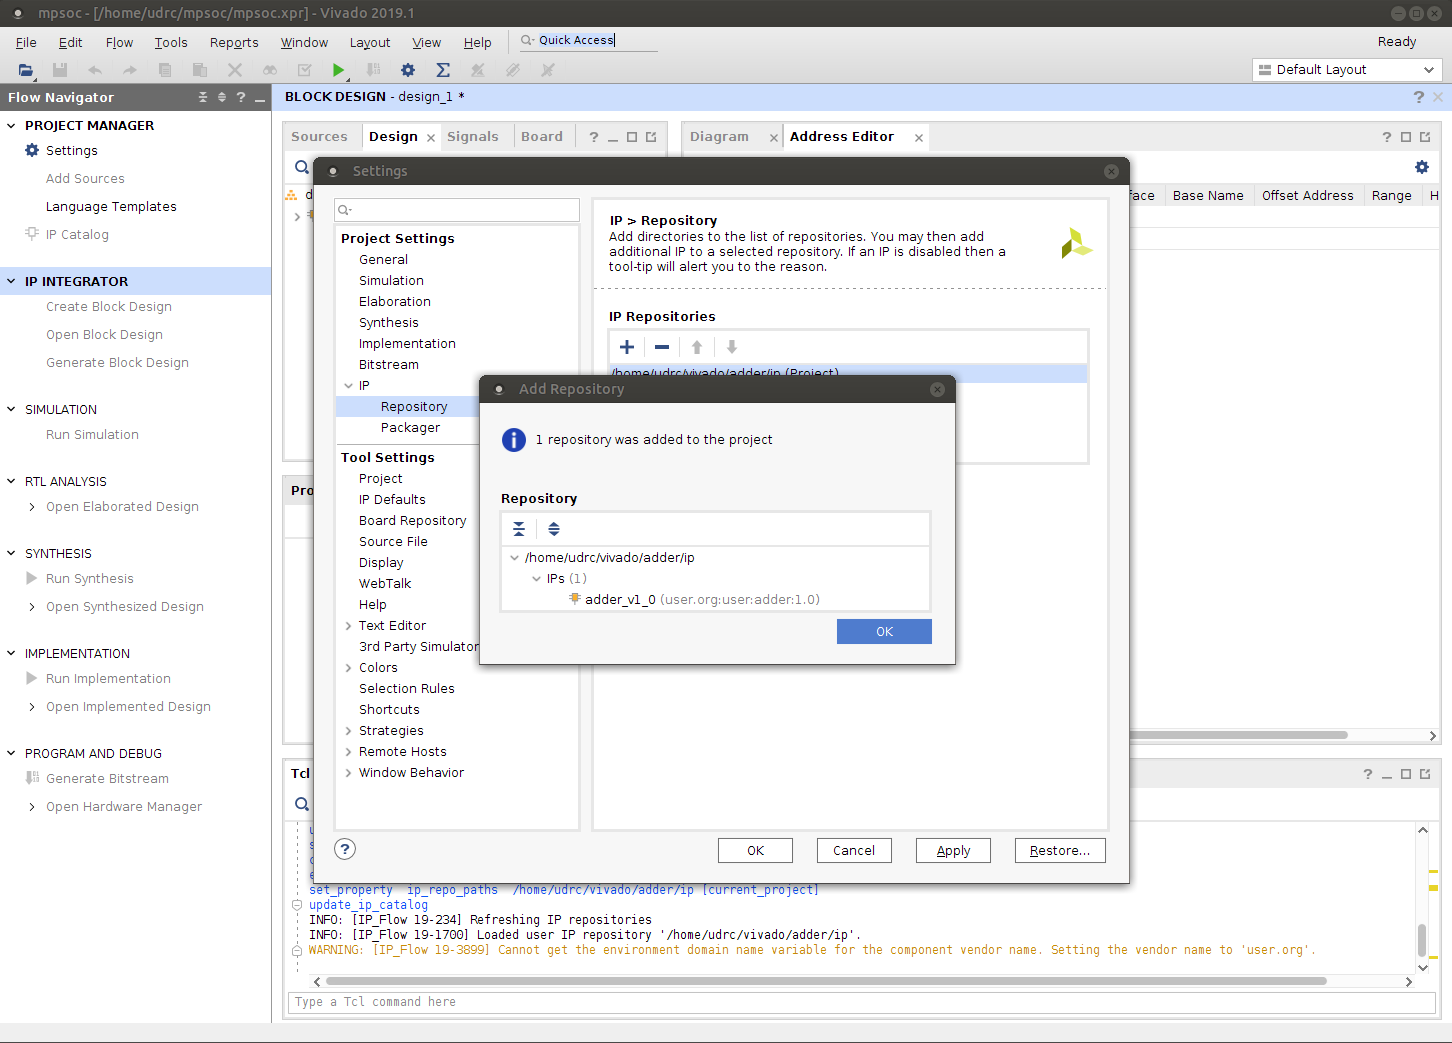 mpsoc - [/home/udrc/mpsoc/mpsoc.xpr] - Vivado 2019.1
File Edit Flow Tools Reports Window Layout View Help Quick Access Ready
Default Layout
Flow Navigator
PROJECT MANAGER
Settings
Add Sources
Language Templates
IP Catalog
IP INTEGRATOR
Create Block Design
Open Block Design
Generate Block Design
SIMULATION
Run Simulation
RTL ANALYSIS
Open Elaborated Design
SYNTHESIS
Run Synthesis
Open Synthesized Design
IMPLEMENTATION
Run Implementation
Open Implemented Design
PROGRAM AND DEBUG
Generate Bitstream
Open Hardware Manager
BLOCK DESIGN - design_1 *
Sources Design Signals Board
Diagram Address Editor
Base Name Offset Address Range H
Settings
Project Settings
General
Simulation
Elaboration
Synthesis
Implementation
Bitstream
IP
Repository
Packager
Tool Settings
Project
IP Defaults
Board Repository
Source File
Display
WebTalk
Help
Text Editor
3rd Party Simulator
Colors
Selection Rules
Shortcuts
Strategies
Remote Hosts
Window Behavior
IP > Repository
Add directories to the list of repositories. You may then add
additional IP to a selected repository. If an IP is disabled then a
tool-tip will alert you to the reason.
IP Repositories
/home/udrc/vivado/adder/ip (Project)
Add Repository
1 repository was added to the project
Repository
/home/udrc/vivado/adder/ip
IPs (1)
adder_v1_0 (user.org:user:adder:1.0)
OK
OK Cancel Apply Restore...
Pro
Tcl
set_property ip_repo_paths /home/udrc/vivado/adder/ip [current_project]
update_ip_catalog
INFO: [IP_Flow 19-234] Refreshing IP repositories
INFO: [IP_Flow 19-1700] Loaded user IP repository '/home/udrc/vivado/adder/ip'.
WARNING: [IP_Flow 19-3899] Cannot get the environment domain name variable for the component vendor name. Setting the vendor name to 'user.org'.
Type a Tcl command here